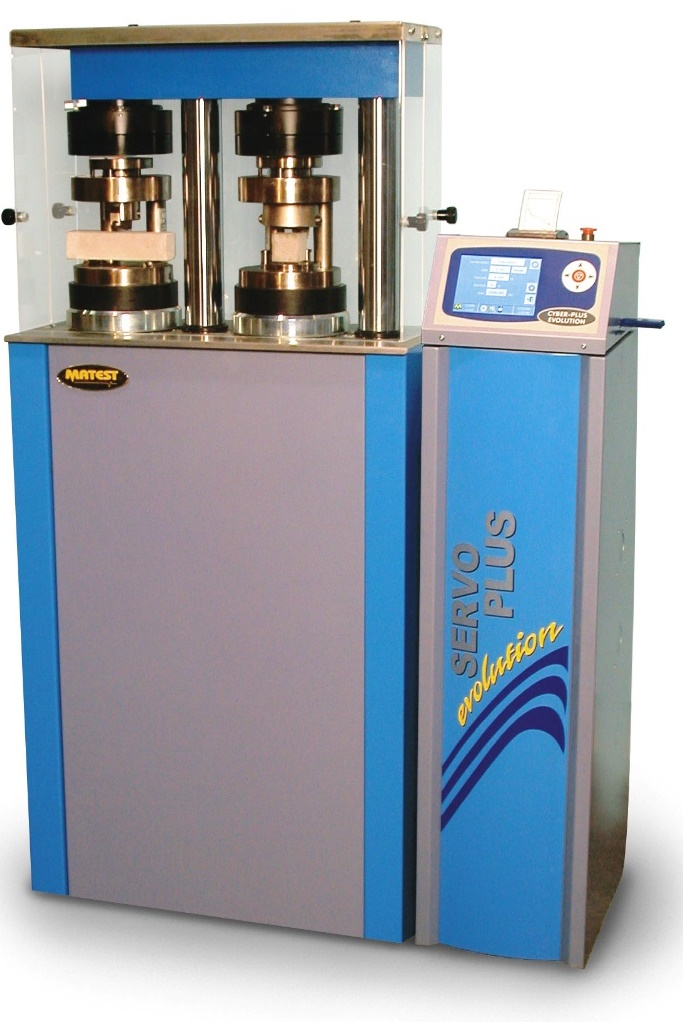 MATEST
CYBER-PLUS
EVOLUTION
SERVO
PLUS
evolution